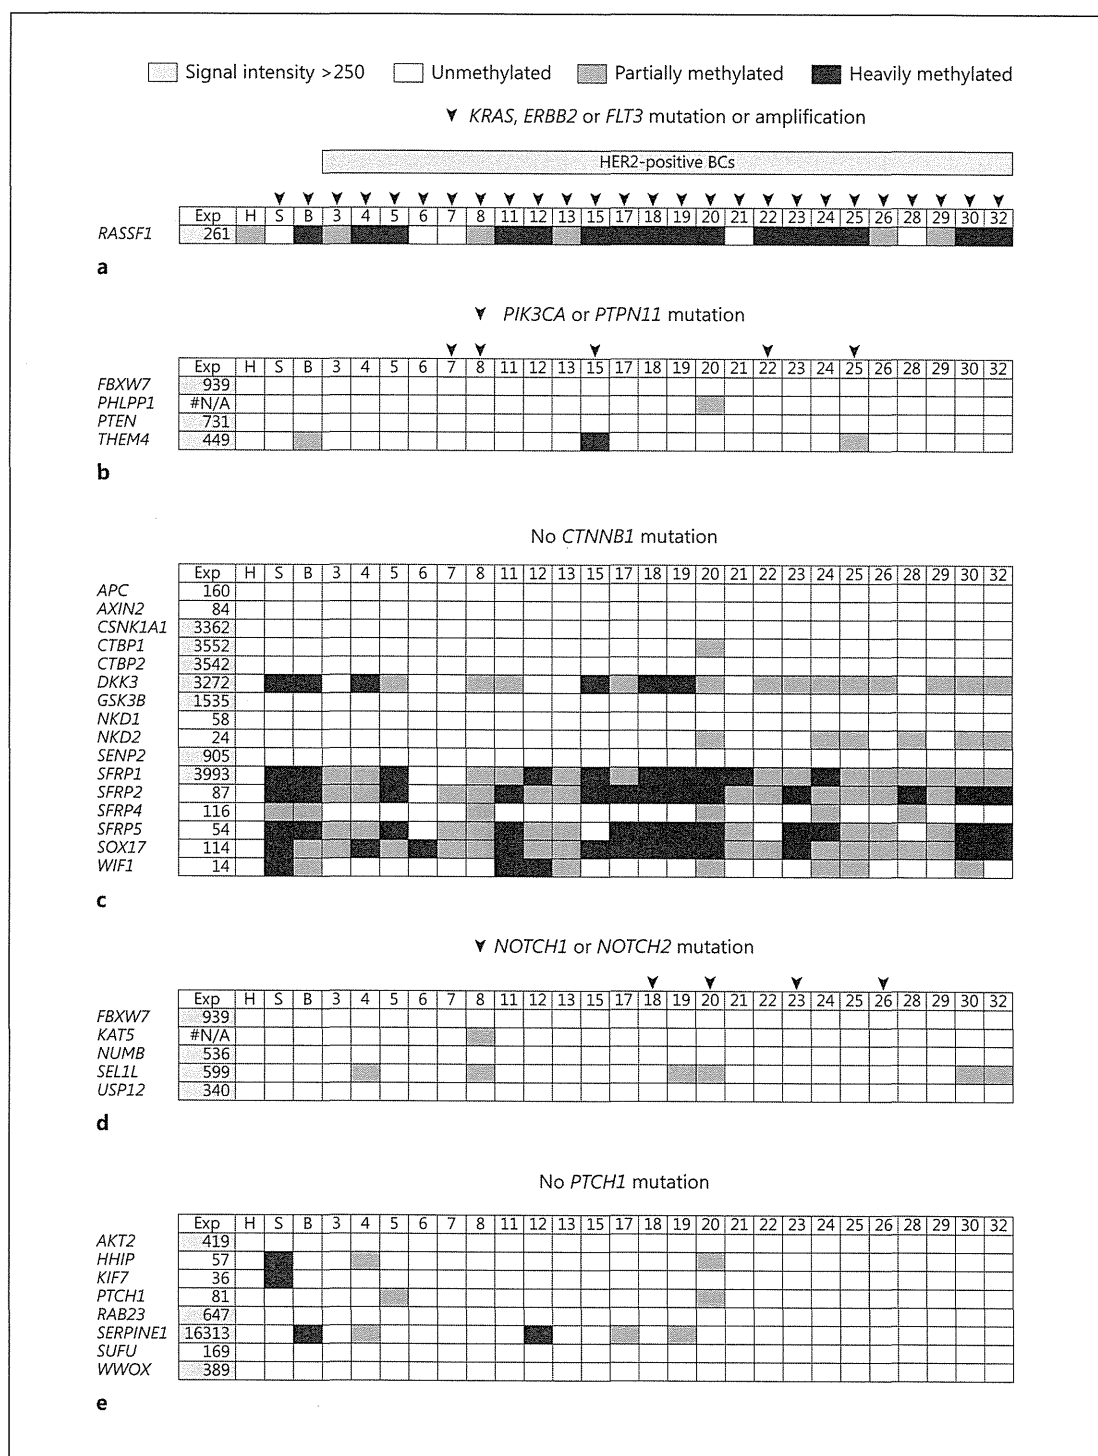 Signal intensity >250 Unmethylated Partially methylated Heavily methylated
KRAS, ERBB2 or FLT3 mutation or amplification
HER2-positive BCs
Exp H S B 3 4 5 6 7 8 11 12 13 15 17 18 19 20 21 22 23 24 25 26 28 29 30 32
RASSF1 261
a
PIK3CA or PTPN11 mutation
Exp H S B 3 4 5 6 7 8 11 12 13 15 17 18 19 20 21 22 23 24 25 26 28 29 30 32
FBXW7 939
PHLPP1 #N/A
PTEN 731
THEM4 449
b
No CTNNB1 mutation
Exp H S B 3 4 5 6 7 8 11 12 13 15 17 18 19 20 21 22 23 24 25 26 28 29 30 32
APC 160
AXIN2 84
CSNK1A1 3362
CTBP1 3552
CTBP2 3542
DKK3 3272
GSK3B 1535
NKD1 58
NKD2 24
SENP2 905
SFRP1 3993
SFRP2 87
SFRP4 116
SFRP5 54
SOX17 114
WIF1 14
c
NOTCH1 or NOTCH2 mutation
Exp H S B 3 4 5 6 7 8 11 12 13 15 17 18 19 20 21 22 23 24 25 26 28 29 30 32
FBXW7 939
KAT5 #N/A
NUMB 536
SEL1L 599
USP12 340
d
No PTCH1 mutation
Exp H S B 3 4 5 6 7 8 11 12 13 15 17 18 19 20 21 22 23 24 25 26 28 29 30 32
AKT2 419
HHIP 57
KIF7 36
PTCH1 81
RAB23 647
SERPINE1 16313
SUFU 169
WWOX 389
e